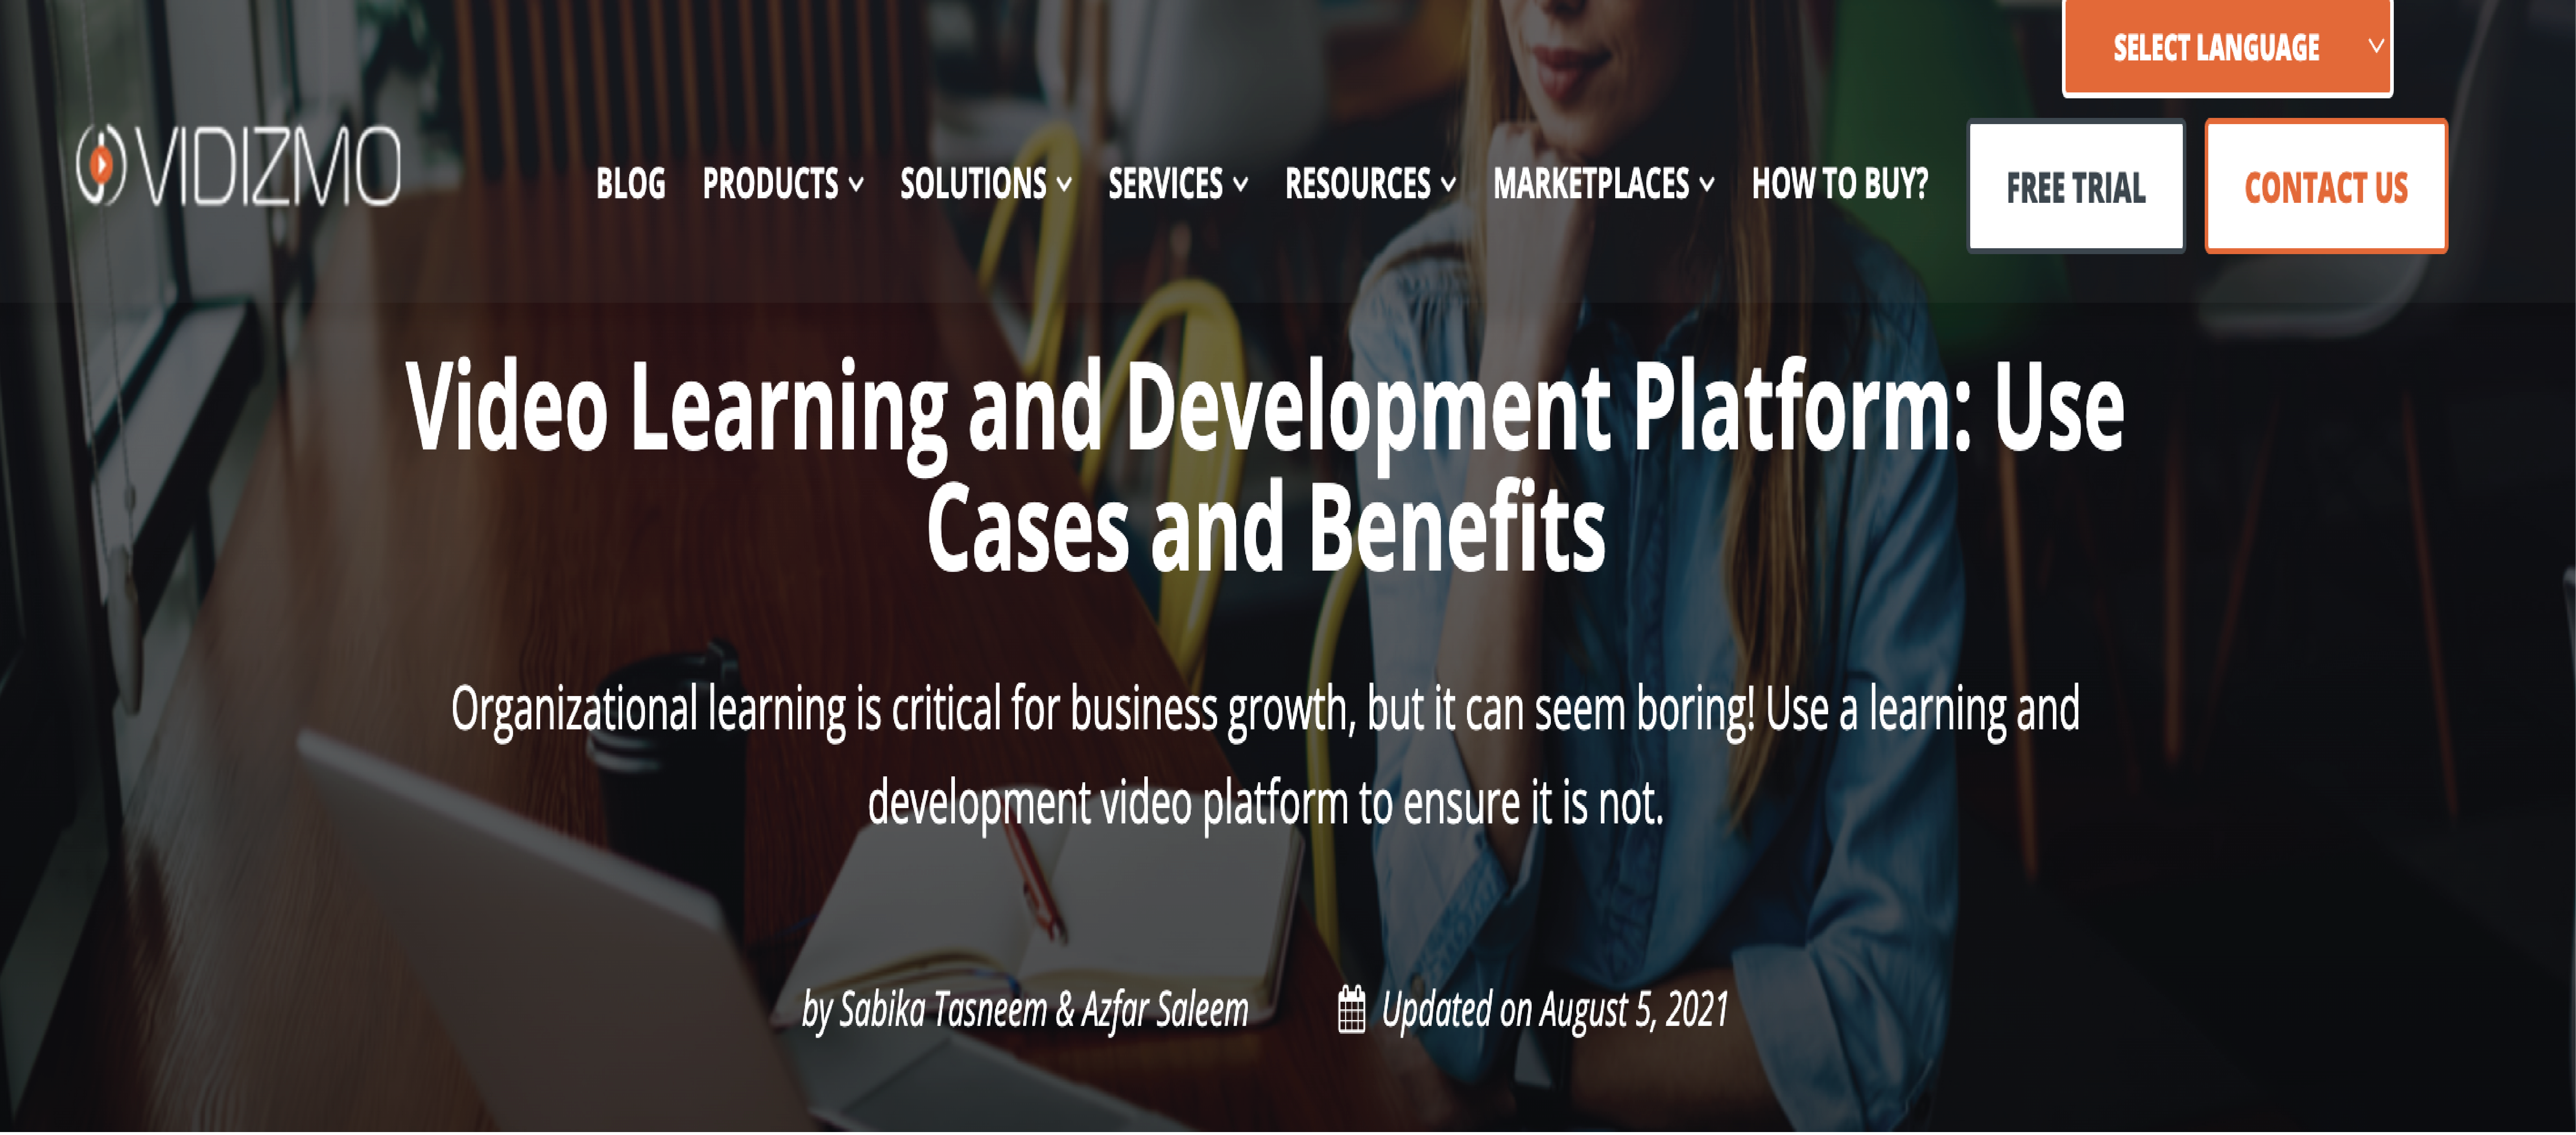 SELECT LANGUAGE
VIDIZMO
BLOG PRODUCTS SOLUTIONS SERVICES RESOURCES MARKETPLACES HOW TO BUY? FREE TRIAL CONTACT US
Video Learning and Development Platform: Use
Cases and Benefits
Organizational learning is critical for business growth, but it can seem boring! Use a learning and
development video platform to ensure it is not.
by Sabika Tasneem & Azfar Saleem Updated on August 5, 2021